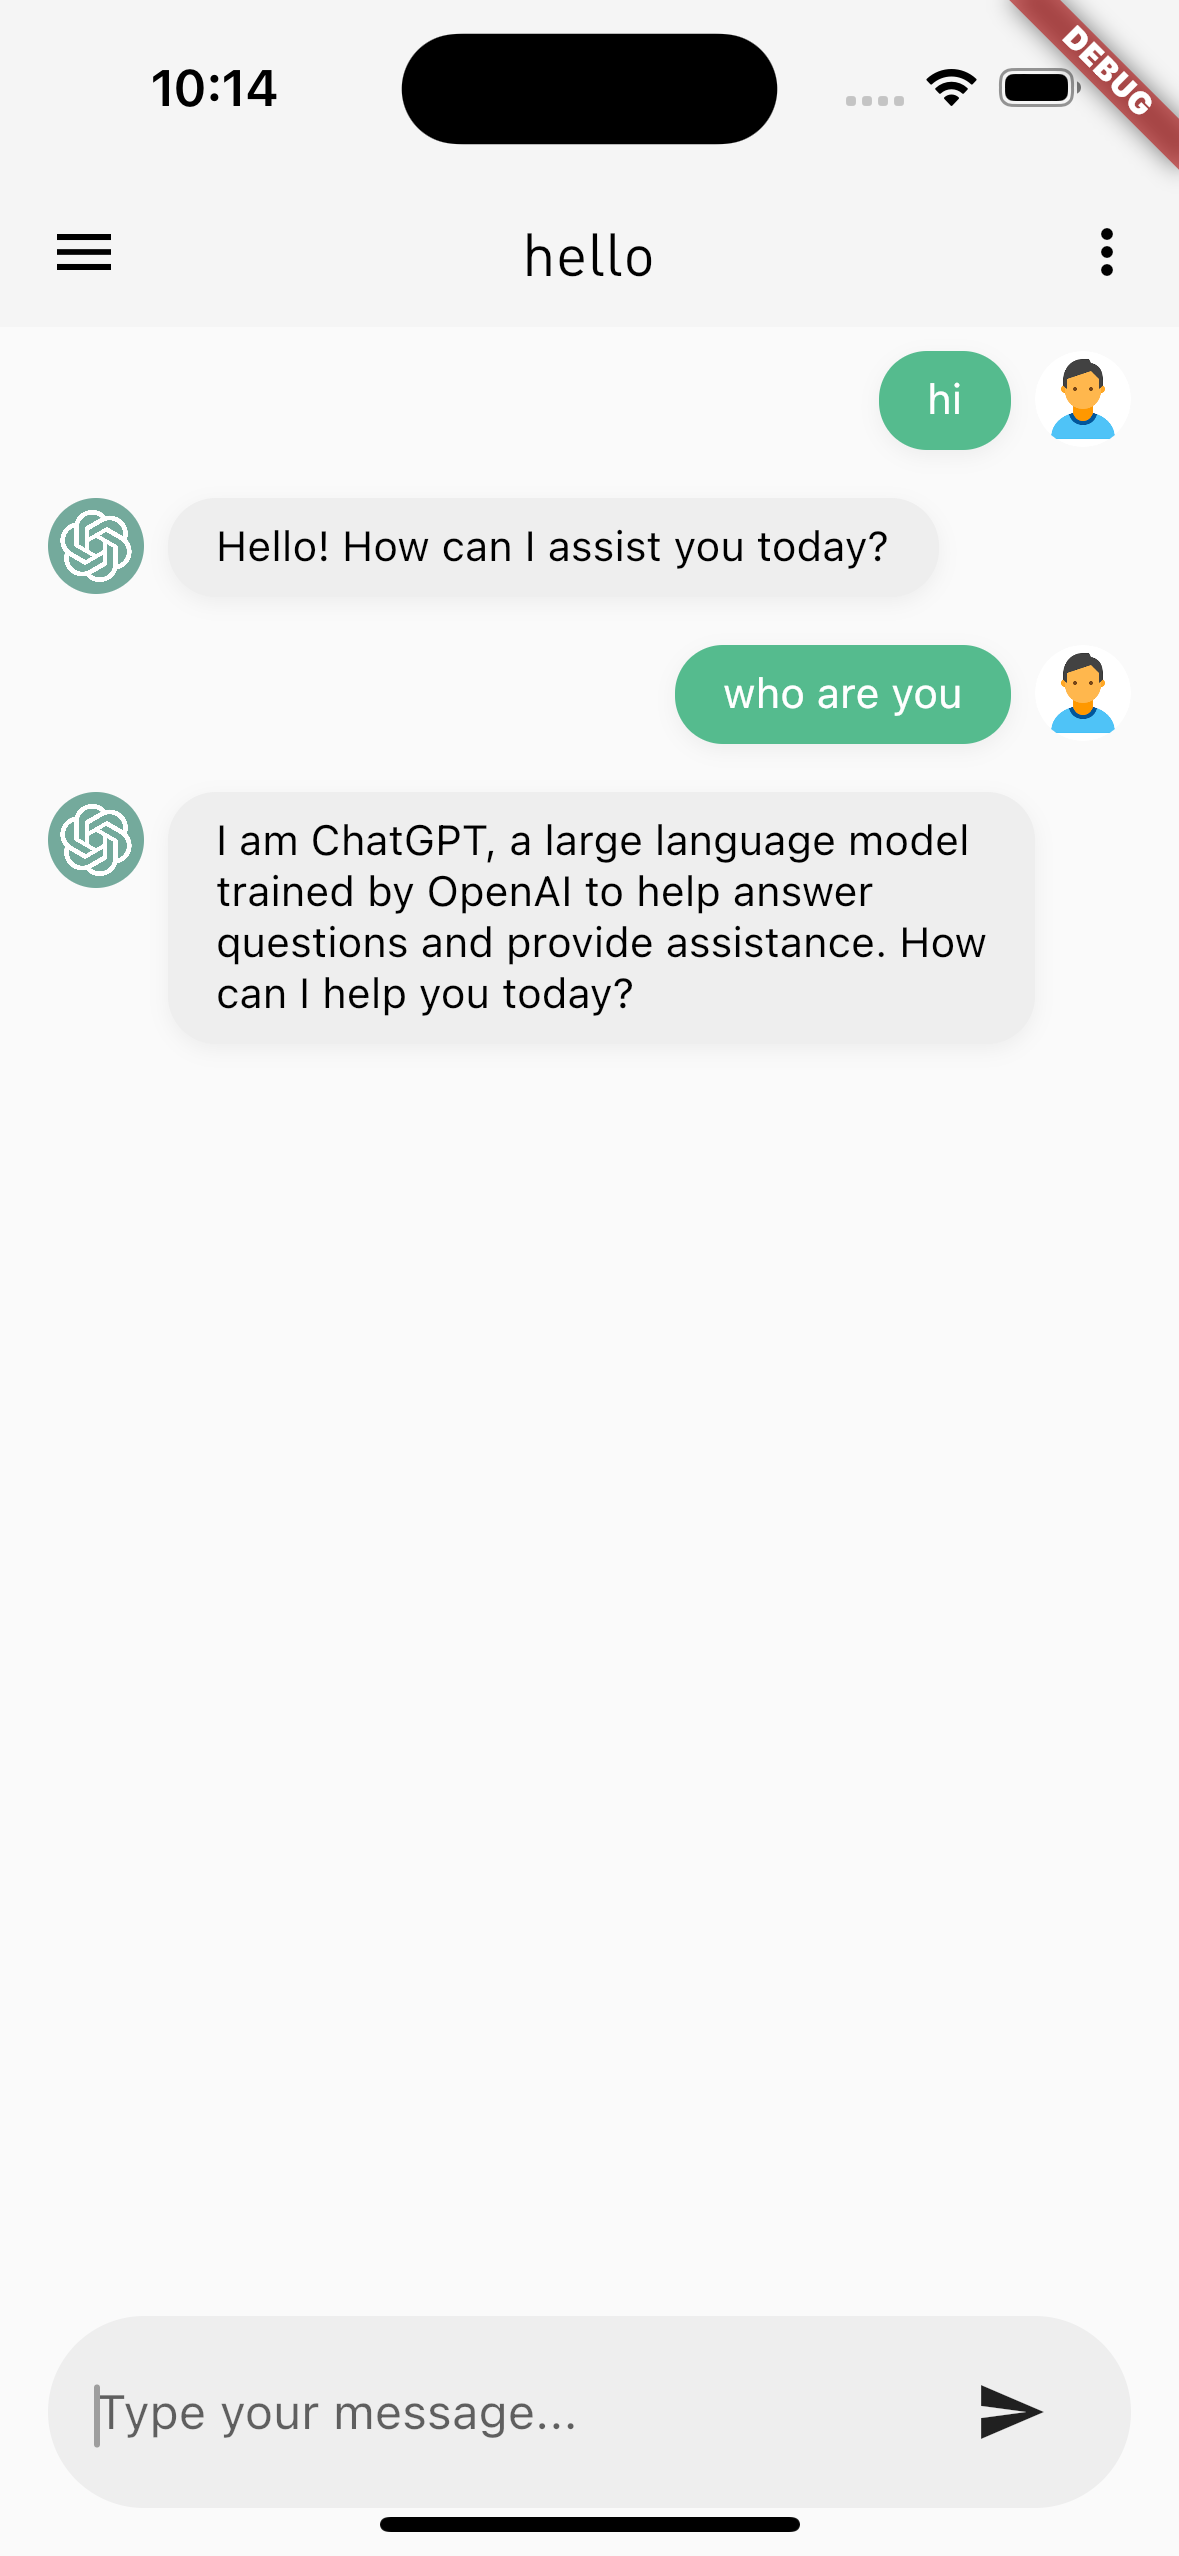 10:14
DEBUG
hello
hi
Hello! How can I assist you today?
who are you
I am ChatGPT, a large language model
trained by OpenAI to help answer
questions and provide assistance. How
can I help you today?
Type your message...